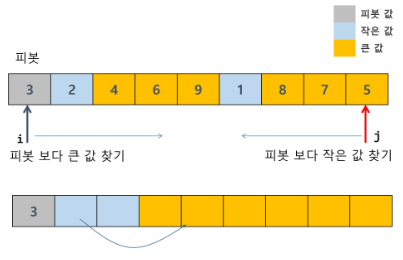 피봇 값
작은 값
큰 값
피봇
3 2 4 6 9 1 8 7 5
i j
피봇 보다 큰 값 찾기 피봇 보다 작은 값 찾기
3